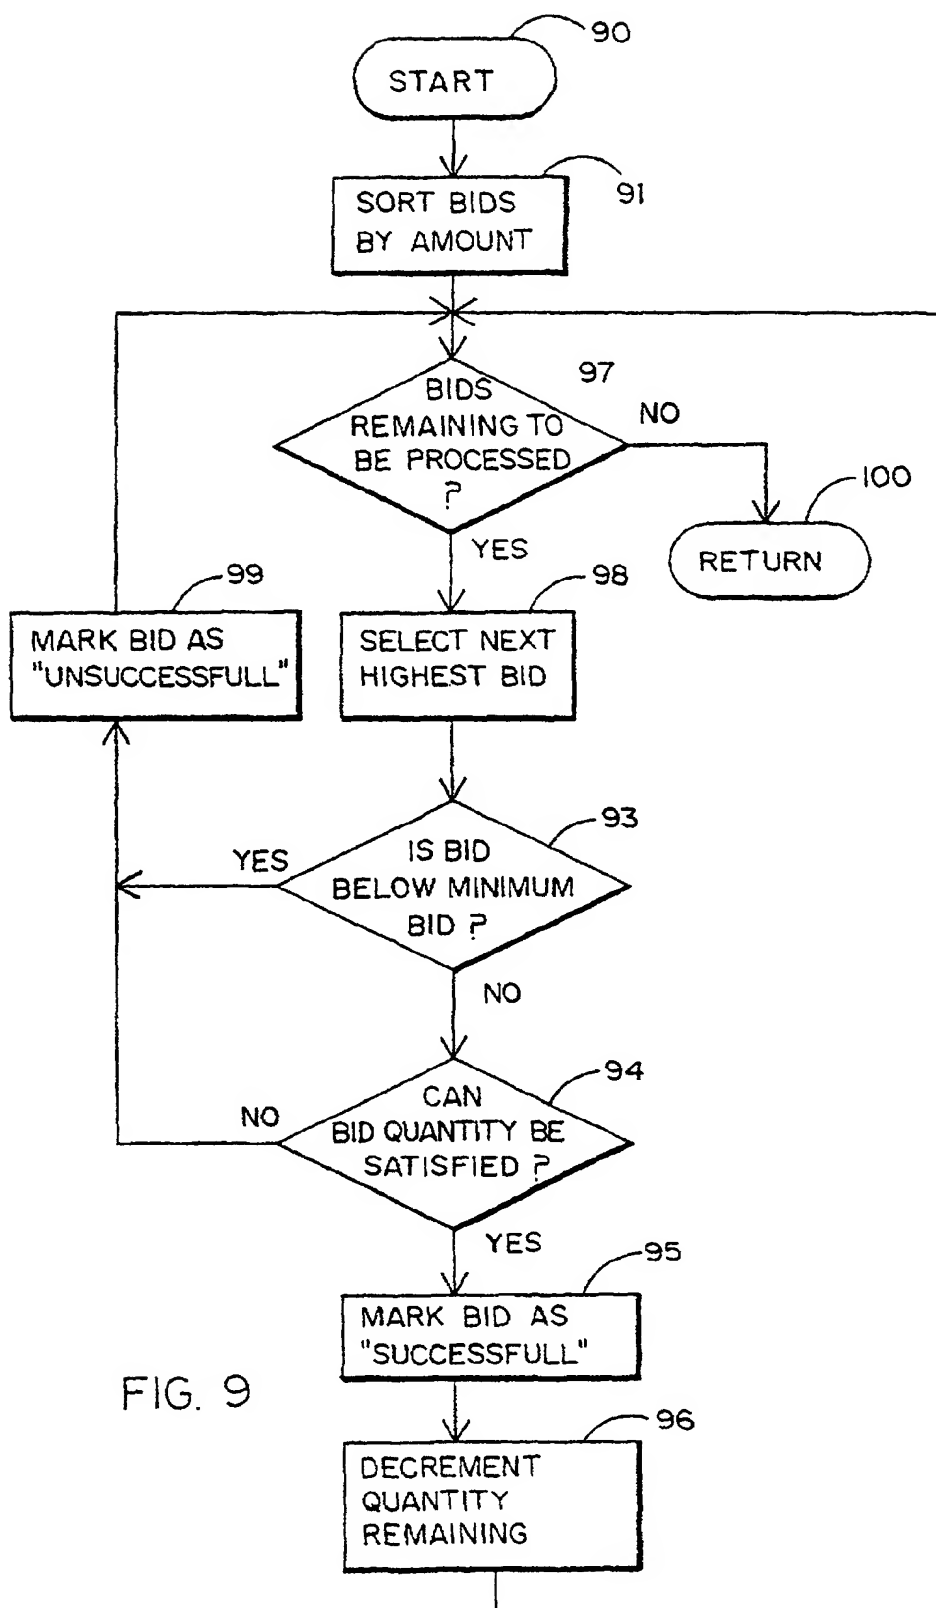 90
START
91
SORT BIDS
BY AMOUNT
97
BIDS
REMAINING TO
BE PROCESSED
?
NO
100
RETURN
YES
99
MARK BID AS
"UNSUCCESSFULL"
98
SELECT NEXT
HIGHEST BID
93
YES
IS BID
BELOW MINIMUM
BID ?
NO
94
NO
CAN
BID QUANTITY BE
SATISFIED ?
YES
95
MARK BID AS
"SUCCESSFULL"
FIG. 9
96
DECREMENT
QUANTITY
REMAINING